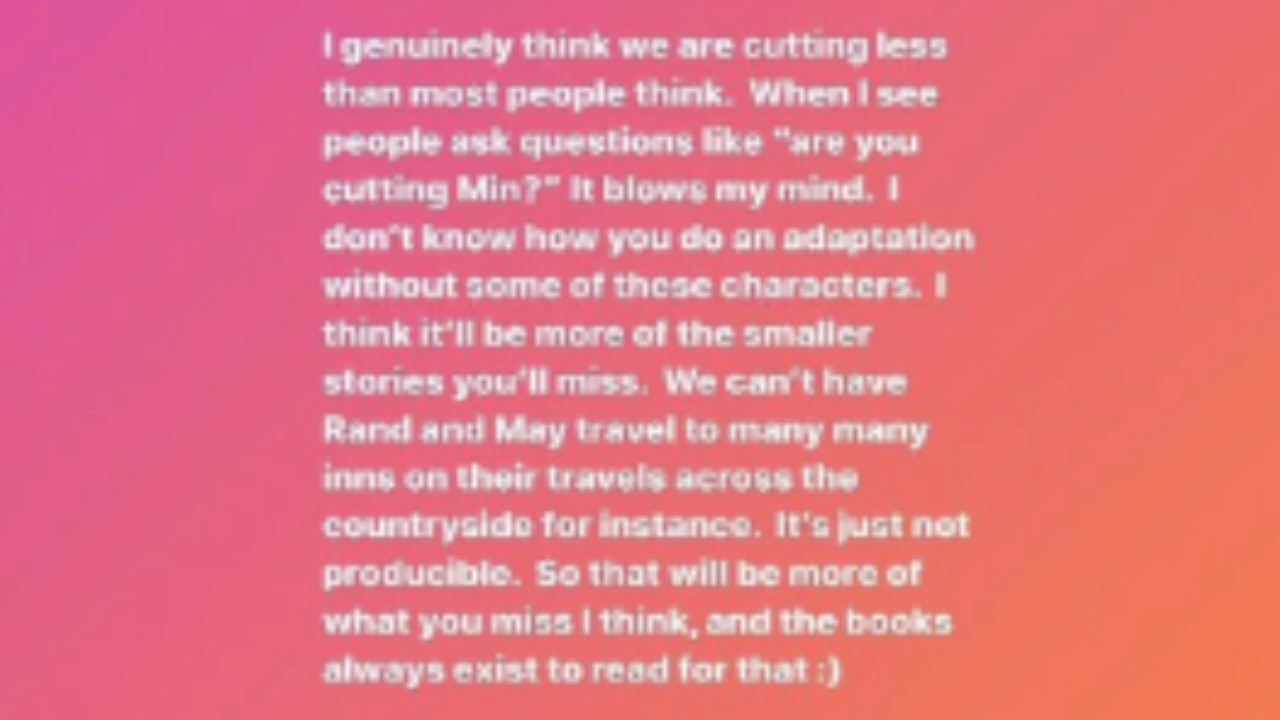 I genuinely think we are cutting less
than most people think. When I see
people ask questions like "are you
cutting Min?" It blows my mind. I
don't know how you do an adaptation
without some of these characters. I
think it'll be more of the smaller
stories you'll miss. We can't have
Rand and May travel to many many
inns on their travels across the
countryside for instance. It's just not
producible. So that will be more of
what you miss I think, and the books
always exist to read for that :)